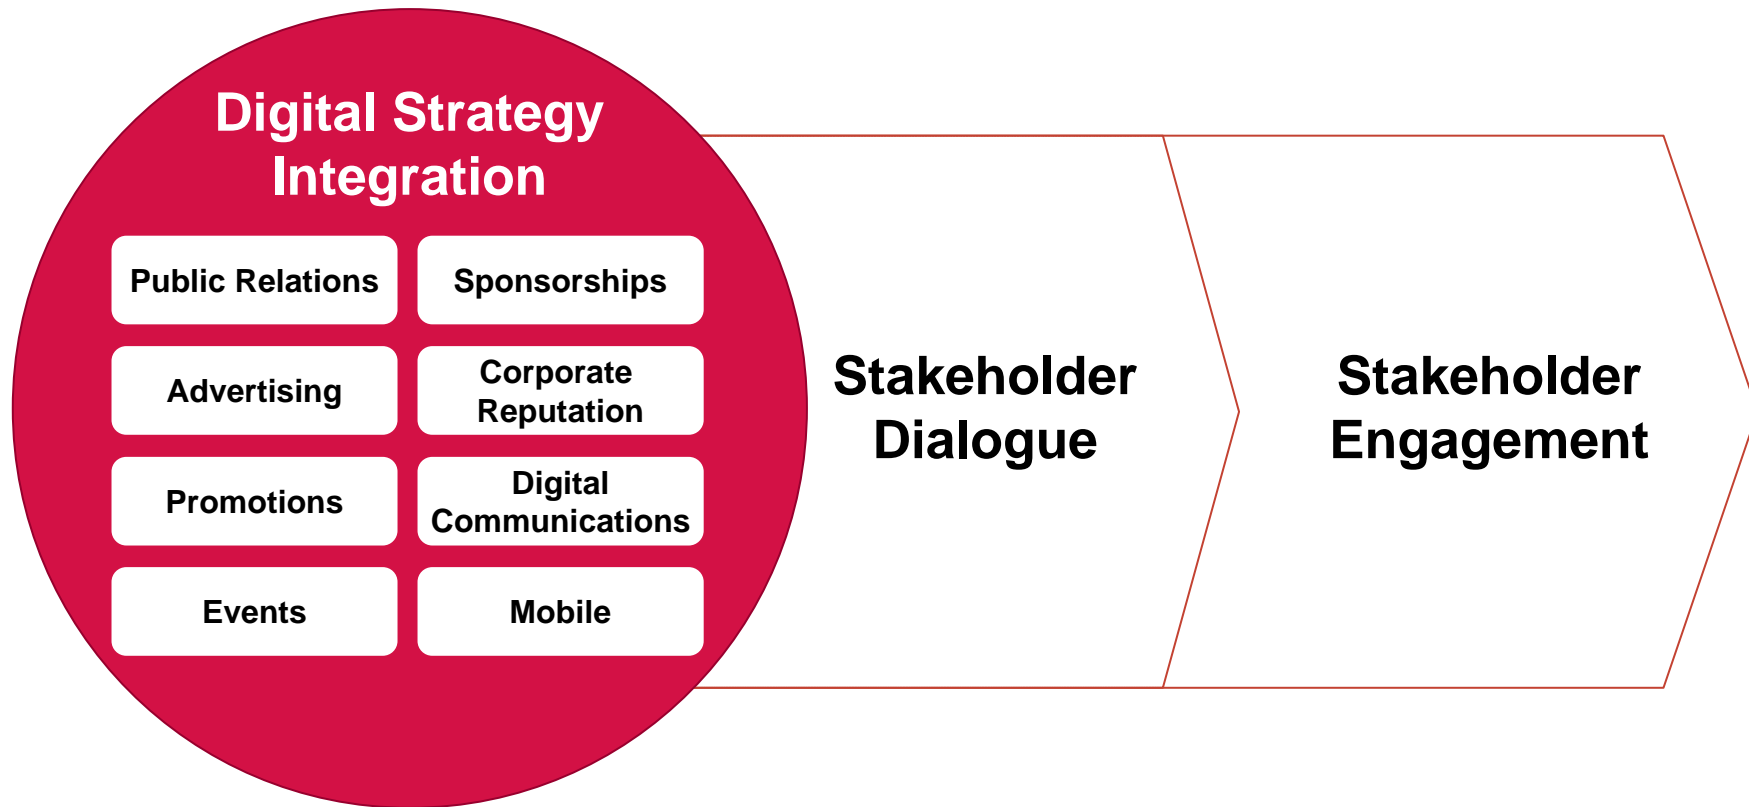 Digital Strategy
Integration
Public Relations
Sponsorships
Advertising
Corporate
Reputation
Promotions
Digital
Communications
Events
Mobile
Stakeholder
Dialogue
Stakeholder
Engagement